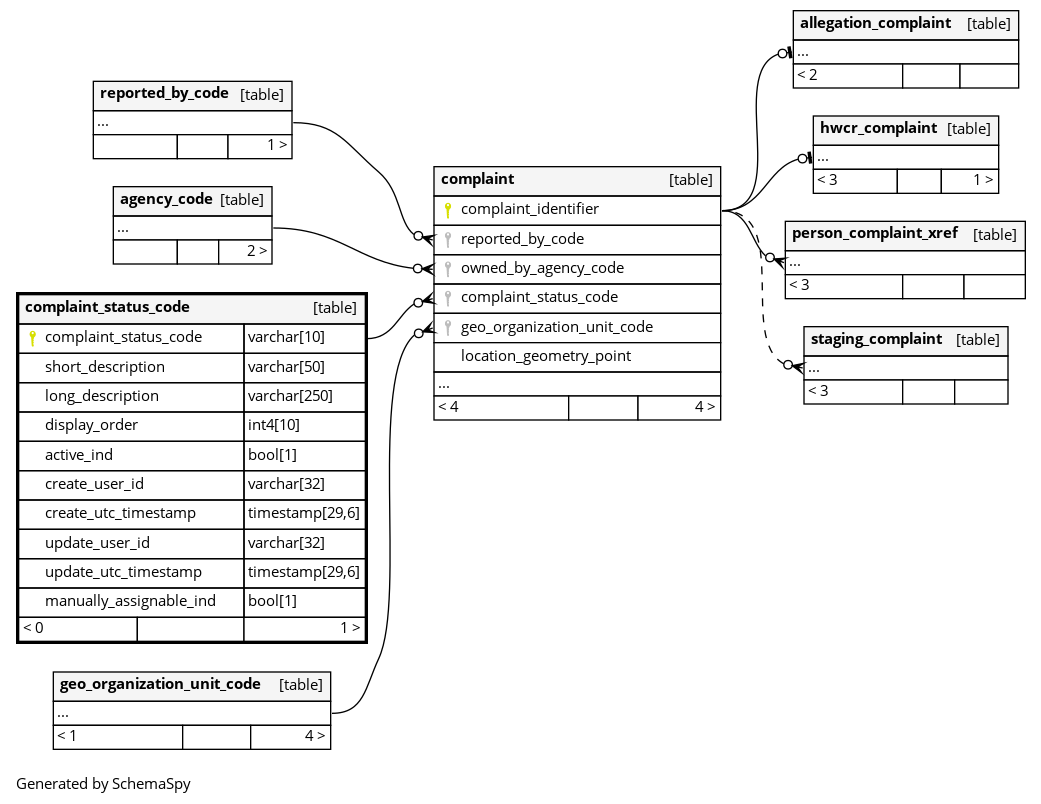 allegation_complaint [table]
...
< 2
reported_by_code [table]
...
1 >
hwcr_complaint [table]
...
< 3 1 >
agency_code [table]
...
2 >
complaint [table]
complaint_identifier
reported_by_code
owned_by_agency_code
complaint_status_code
geo_organization_unit_code
location_geometry_point
...
< 4 4 >
person_complaint_xref [table]
...
< 3
staging_complaint [table]
...
< 3
complaint_status_code [table]
complaint_status_code varchar[10]
short_description varchar[50]
long_description varchar[250]
display_order int4[10]
active_ind bool[1]
create_user_id varchar[32]
create_utc_timestamp timestamp[29,6]
update_user_id varchar[32]
update_utc_timestamp timestamp[29,6]
manually_assignable_ind bool[1]
< 0 1 >
geo_organization_unit_code [table]
...
< 1 4 >
Generated by SchemaSpy